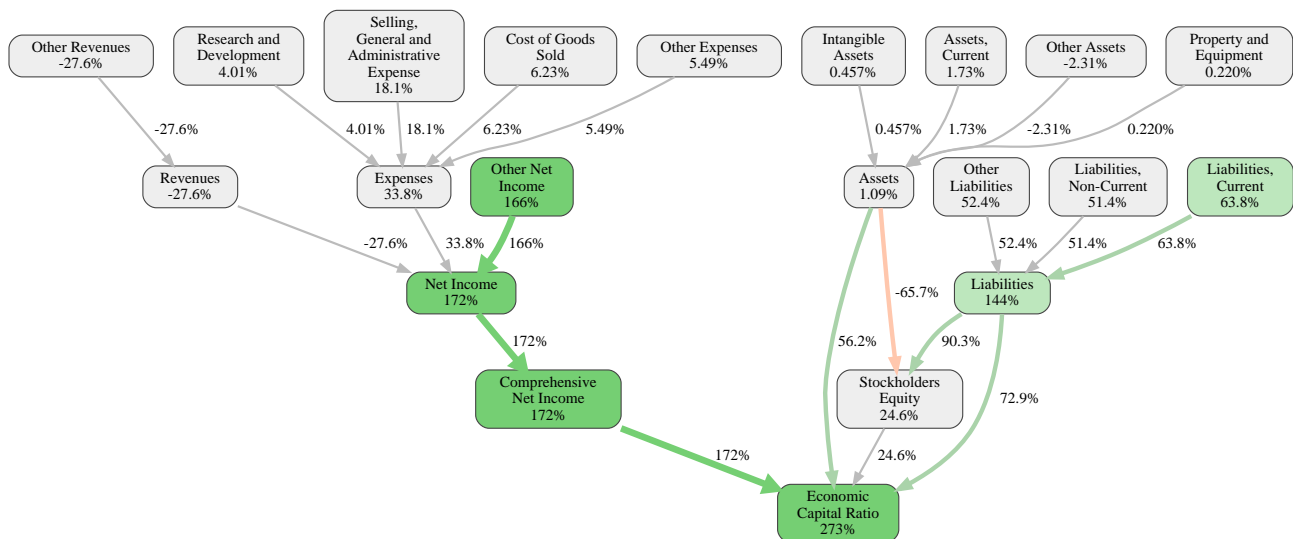 Other Revenues
-27.6%
Research and
Development
4.01%
Selling,
General and
Administrative
Expense
18.1%
Cost of Goods
Sold
6.23%
Other Expenses
5.49%
Intangible
Assets
0.457%
Assets,
Current
1.73%
Other Assets
-2.31%
Property and
Equipment
0.220%
-27.6%
4.01%
18.1%
6.23%
5.49%
0.457%
1.73%
-2.31%
0.220%
Revenues
-27.6%
Expenses
33.8%
Other Net
Income
166%
Assets
1.09%
Other
Liabilities
52.4%
Liabilities,
Non-Current
51.4%
Liabilities,
Current
63.8%
-27.6%
33.8%
166%
52.4%
51.4%
63.8%
Net Income
172%
-65.7%
Liabilities
144%
172%
56.2%
90.3%
Comprehensive
Net Income
172%
Stockholders
Equity
24.6%
72.9%
172%
24.6%
Economic
Capital Ratio
273%